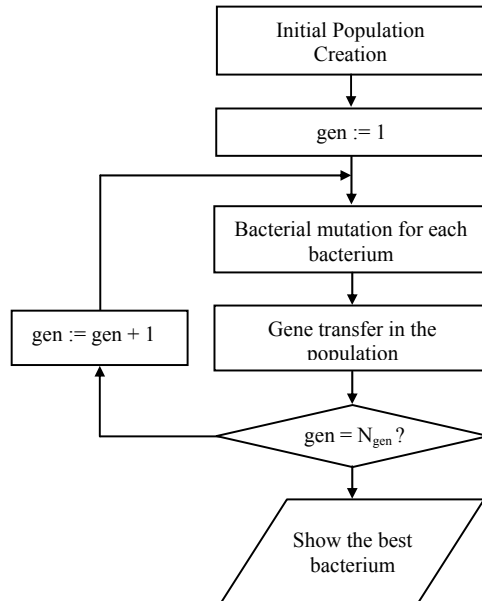 Initial Population
Creation
gen := 1
Bacterial mutation for each
bacterium
Gene transfer in the
population
gen := gen + 1
gen = Ngen ?
Show the best
bacterium